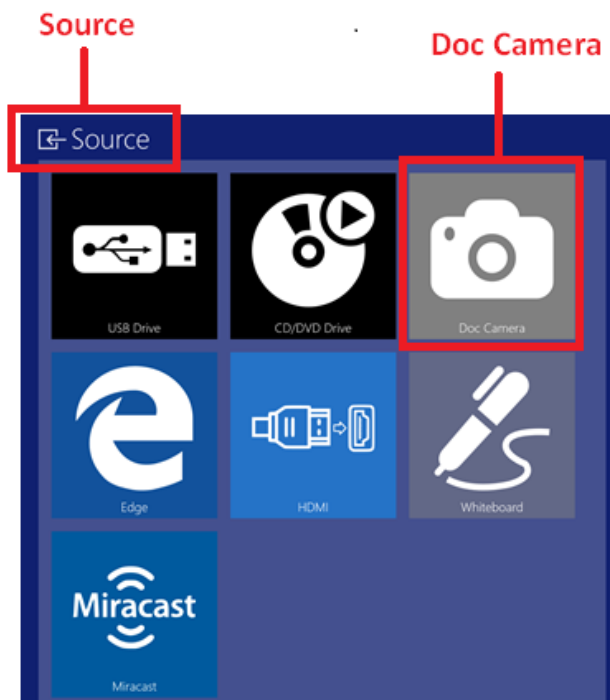 Source
Doc Camera
Source
USB Drive
CD/DVD Drive
Doc Camera
Edge
HDMI
Whiteboard
Miracast
Miracast